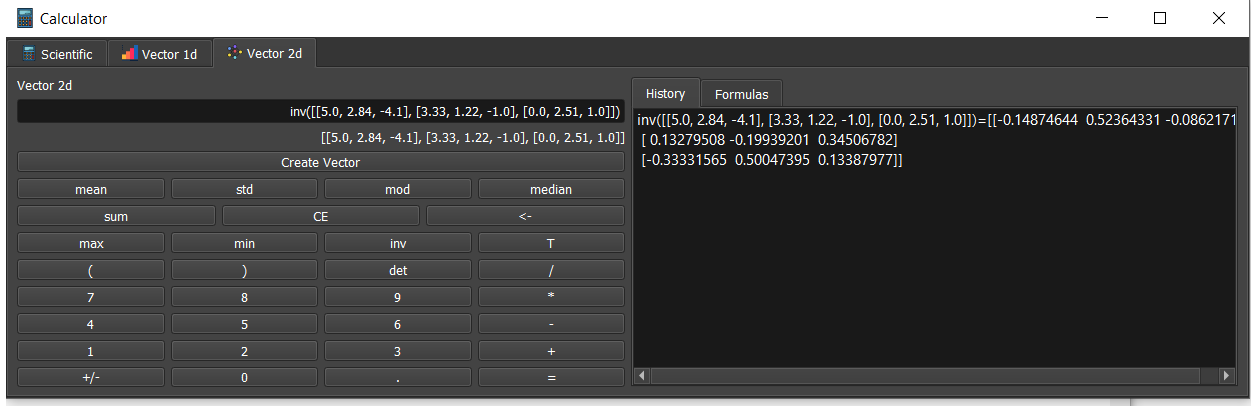 Calculator
Scientific
Vector 1d
Vector 2d
Vector 2d
inv([[5.0, 2.84, -4.1], [3.33, 1.22, -1.0], [0.0, 2.51, 1.0]])
[[5.0, 2.84, -4.1], [3.33, 1.22, -1.0], [0.0, 2.51, 1.0]]
Create Vector
mean std mod median
sum CE <-
max min inv T
( ) det /
7 8 9 *
4 5 6 -
1 2 3 +
+/- 0 . =
History Formulas
inv([[5.0, 2.84, -4.1], [3.33, 1.22, -1.0], [0.0, 2.51, 1.0]])=[[-0.14874644 0.52364331 -0.0862171
[ 0.13279508 -0.19939201 0.34506782]
[-0.33331565 0.50047395 0.13387977]]